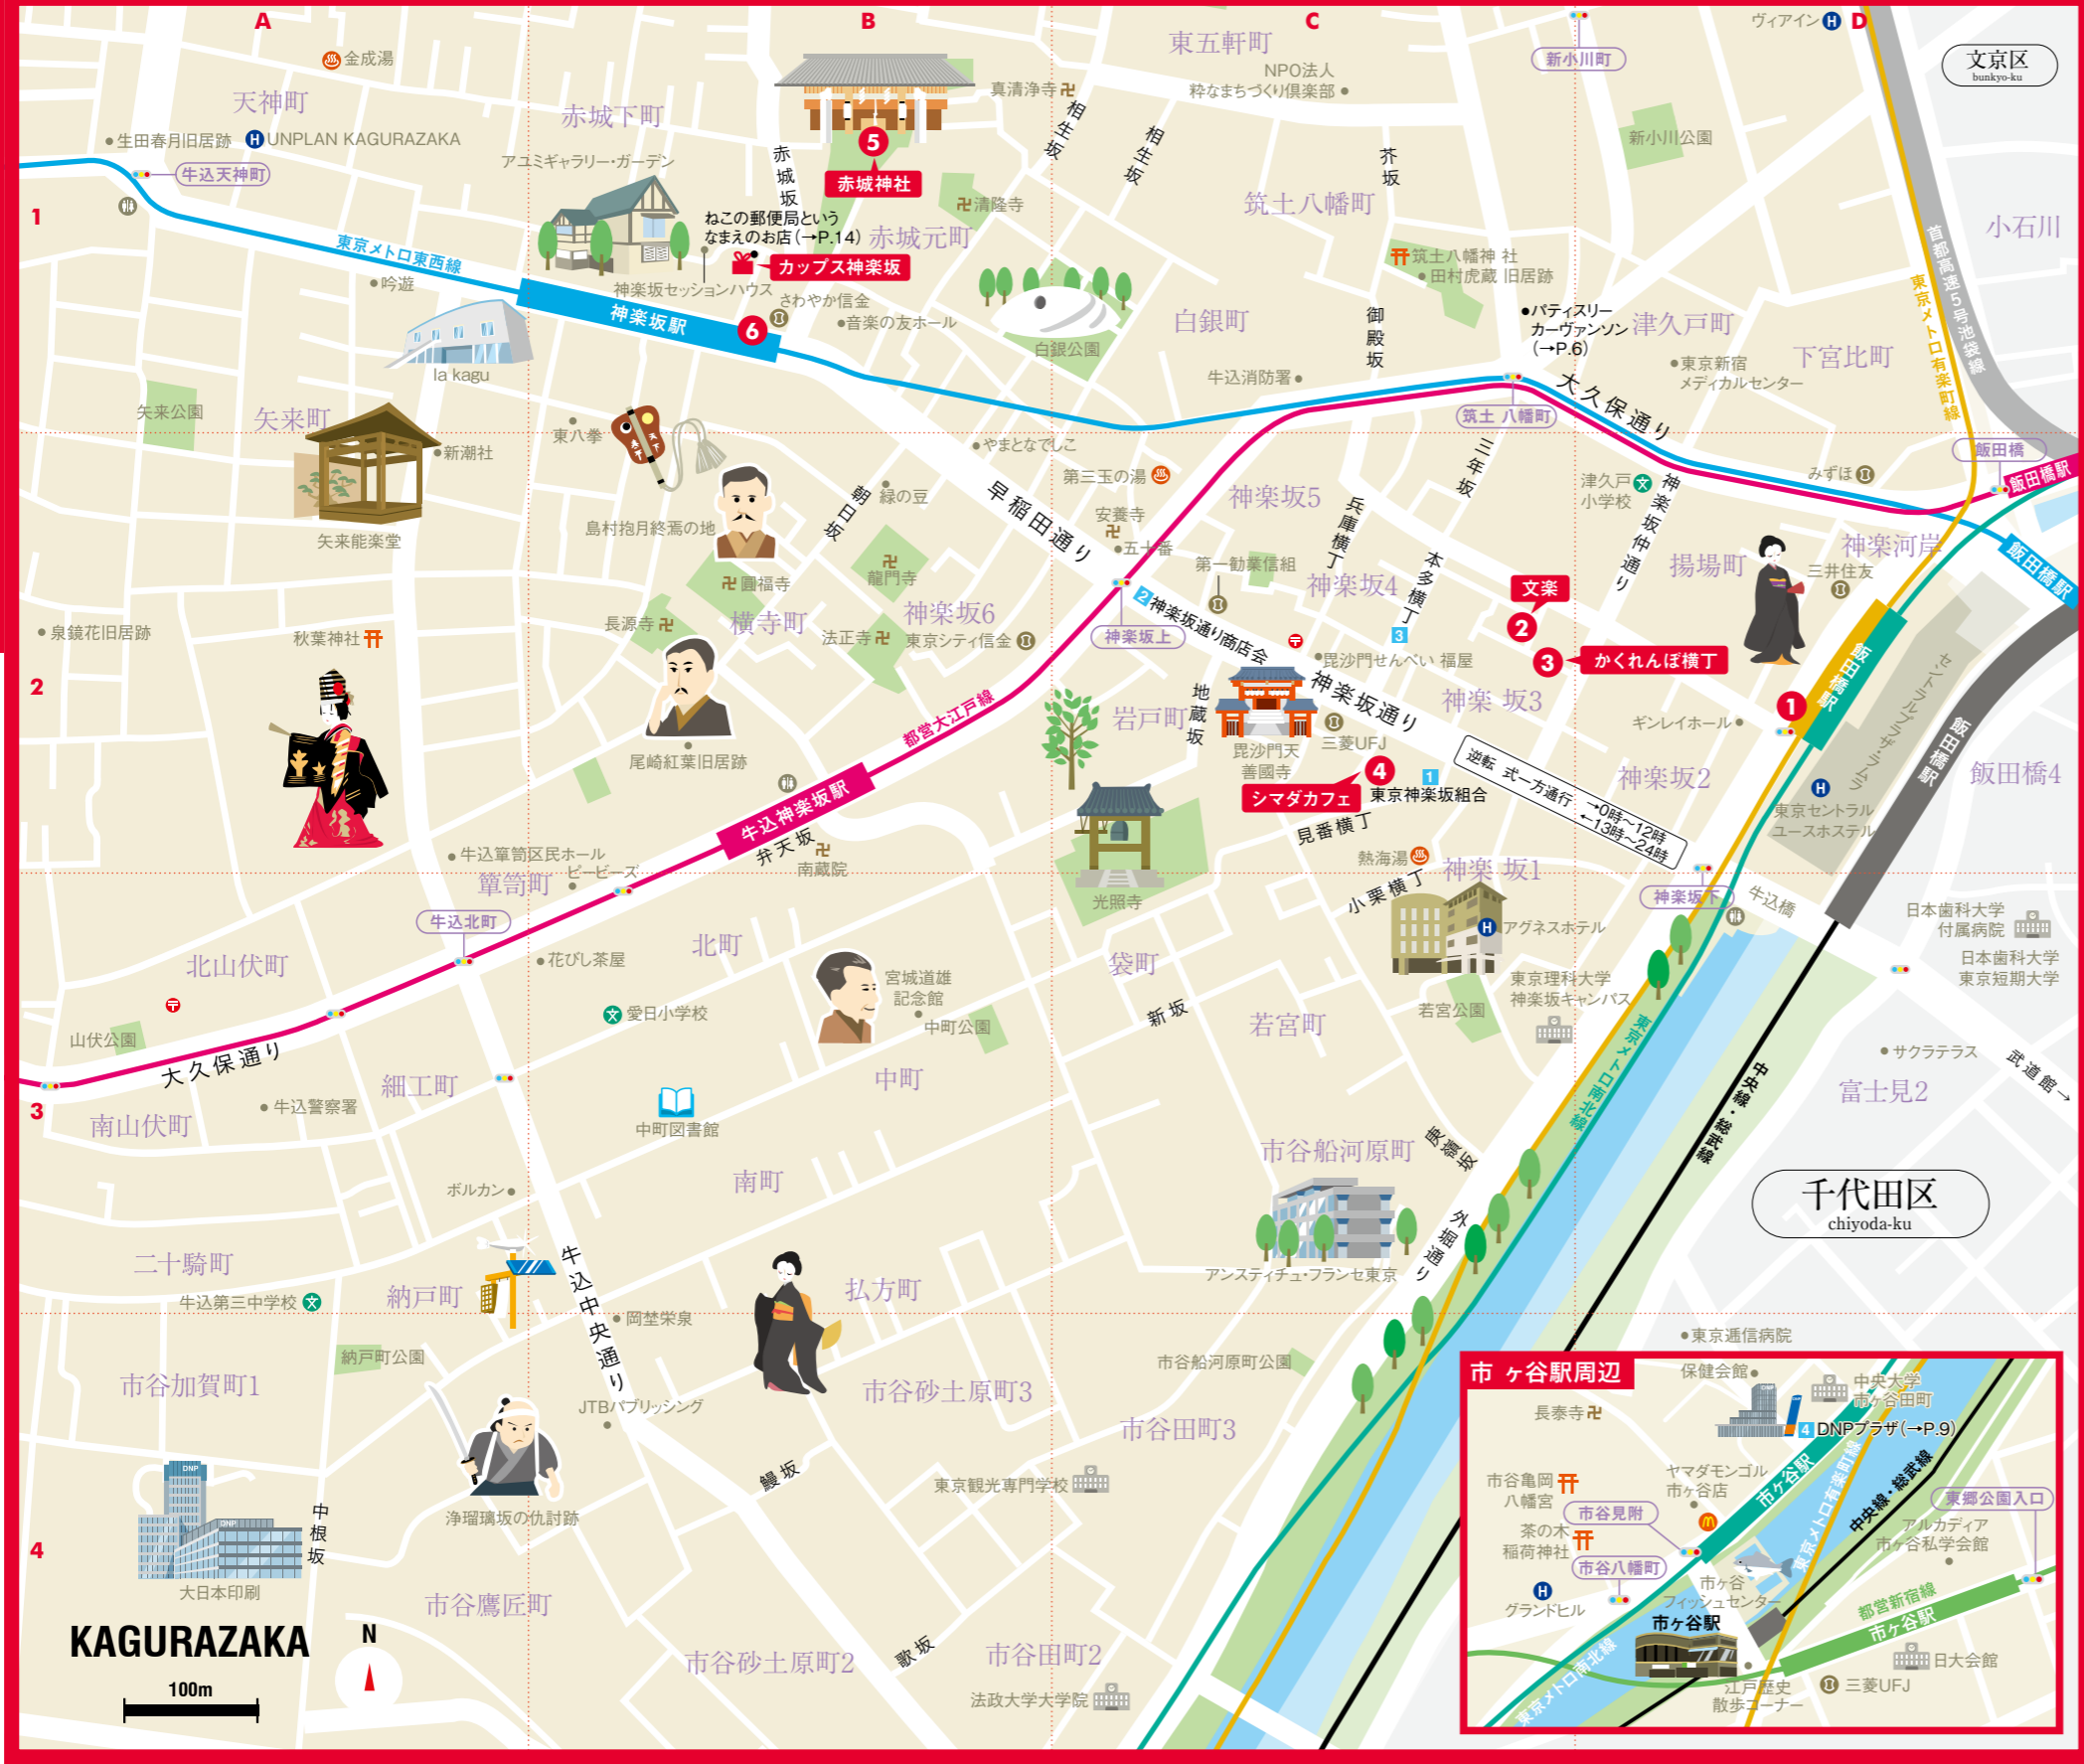 A
B
C
D
1
2
3
4
文京区
bunkyo-ku
千代田区
chiyoda-ku
金成湯
天神町
生田春月旧居跡
UNPLAN KAGURAZAKA
牛込天神町
赤城下町
アユミギャラリー・ガーデン
赤城坂
5
赤城神社
真清浄寺
相生坂
相生坂
東五軒町
NPO法人
粋なまちづくり倶楽部
新小川町
ヴィアイン
新小川公園
芥坂
筑土八幡町
清隆寺
赤城元町
ねこの郵便局という
なまえのお店(→P.14)
カップス神楽坂
神楽坂セッションハウス
さわやか信金
音楽の友ホール
東京メトロ東西線
吟遊
la kagu
神楽坂駅
6
白銀公園
白銀町
筑土八幡神 社
田村虎蔵 旧居跡
御殿坂
パティスリー
カーヴァンソン
(→P.6)
津久戸町
東京新宿
メディカルセンター
下宮比町
小石川
首都高速5号池袋線
東京メトロ有楽町線
牛込消防署
筑土 八幡町
大久保通り
矢来公園
矢来町
新潮社
矢来能楽堂
東八拳
やまとなでしこ
第三玉の湯
安養寺
五十番
早稲田通り
朝日坂
緑の豆
島村抱月終焉の地
圓福寺
龍門寺
横寺町
長源寺
法正寺
神楽坂6
東京シティ信金
神楽坂上
神楽坂5
第一勧業信組
兵庫横丁
神楽坂4
本多横丁
三年坂
津久戸
小学校
神楽坂仲通り
みずほ
飯田橋
飯田橋駅
飯田橋駅
神楽河岸
三井住友
揚場町
文楽
2
3
かくれんぼ横丁
2
神楽坂通り商店会
3
毘沙門せんべい 福屋
神楽坂通り
神楽 坂3
ギンレイホール
1
飯田橋駅
セントラルプラザ・ラムラ
飯田橋駅
飯田橋4
泉鏡花旧居跡
秋葉神社
尾崎紅葉旧居跡
都営大江戸線
岩戸町
地蔵坂
毘沙門天
善國寺
三菱UFJ
4
シマダカフェ
1
東京神楽坂組合
見番横丁
逆転 式一方通行 →0時〜12時
←13時〜24時
神楽坂2
東京セントラル
ユースホステル
牛込神楽坂駅
弁天坂
南蔵院
牛込簞笥区民ホール
ビービーズ
簞笥町
牛込北町
光照寺
熱海湯
神楽 坂1
小栗横丁
アグネスホテル
神楽坂下
牛込橋
日本歯科大学
付属病院
日本歯科大学
東京短期大学
北山伏町
花びし茶屋
北町
宮城道雄
記念館
中町公園
袋町
新坂
若宮町
若宮公園
東京理科大学
神楽坂キャンパス
山伏公園
大久保通り
愛日小学校
東京メトロ南北線
中央線・総武線
サクラテラス
武道館→
富士見2
南山伏町
牛込警察署
細工町
中町図書館
中町
市谷船河原町
庾嶺坂
ボルカン
南町
外堀通り
アンスティチュ・フランセ東京
二十騎町
牛込第三中学校
納戸町
牛込中央通り
払方町
岡埜栄泉
納戸町公園
市谷加賀町1
JTBパブリッシング
市谷砂土原町3
市谷船河原町公園
市谷田町3
東京逓信病院
DNP
DNP
大日本印刷
中根坂
浄瑠璃坂の仇討跡
鰻坂
東京観光専門学校
市谷鷹匠町
市谷砂土原町2
歌坂
市谷田町2
法政大学大学院
KAGURAZAKA
100m
N
市 ヶ谷駅周辺
保健会館
中央大学
市ヶ谷田町
DNP
長泰寺
4
DNPプラザ(→P.9)
市谷亀岡
八幡宮
ヤマダモンゴル
市ヶ谷店
市ヶ谷駅
東京メトロ有楽町線
中央線・総武線
東郷公園入口
市谷見附
茶の木
稲荷神社
アルカディア
市ヶ谷私学会館
市谷八幡町
グランドヒル
市ヶ谷
フィッシュセンター
都営新宿線
市ヶ谷駅
市ヶ谷駅
日大会館
江戸歴史
散歩コーナー
三菱UFJ
東京メトロ南北線